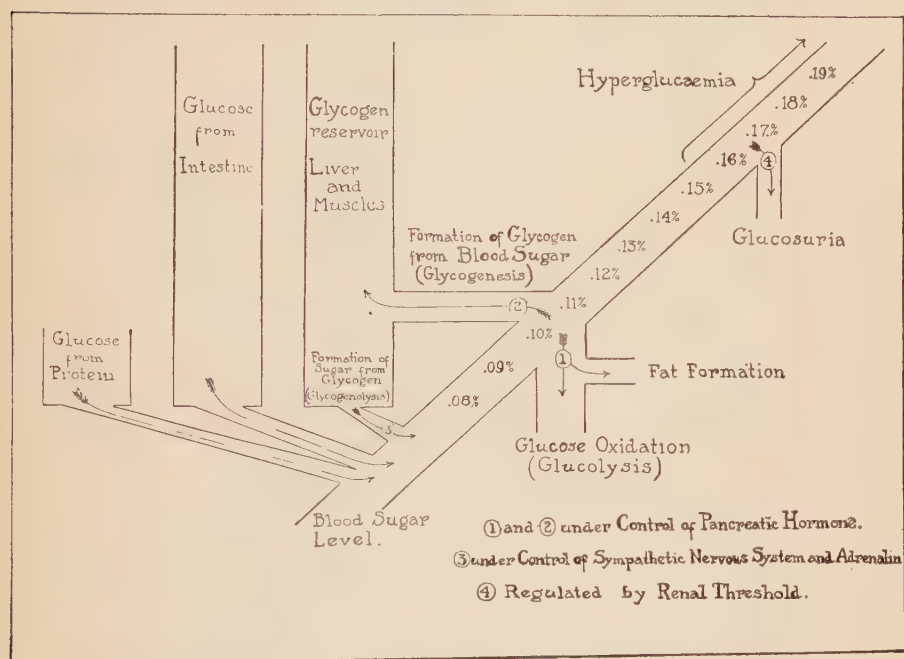 Glucose
from
Intestine
Glycogen
reservoir
Liver
and
Muscles
Hyperglucaemia
.19%
.18%
.17%
.16%
④
.15%
.14%
.13%
.12%
.11%
.10%
.09%
.08%
Glucosuria
Formation of Glycogen
from Blood Sugar
(Glycogenesis)
②
Glucose
from
Protein
Formation of
Sugar from
Glycogen
(Glycogenolysis)
3
①
Fat Formation
Glucose Oxidation
(Glucolysis)
Blood Sugar
Level.
① and ② under Control of Pancreatic Hormone.
③ under Control of Sympathetic Nervous System and Adrenalin
④ Regulated by Renal Threshold.